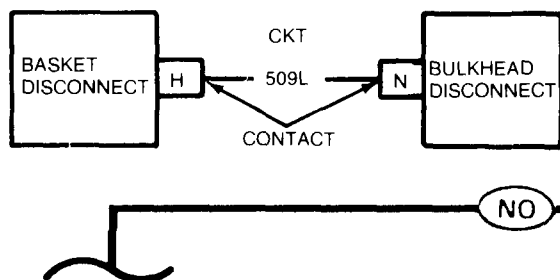 BASKET
DISCONNECT
H
CKT
509L
CONTACT
N
BULKHEAD
DISCONNECT
NO